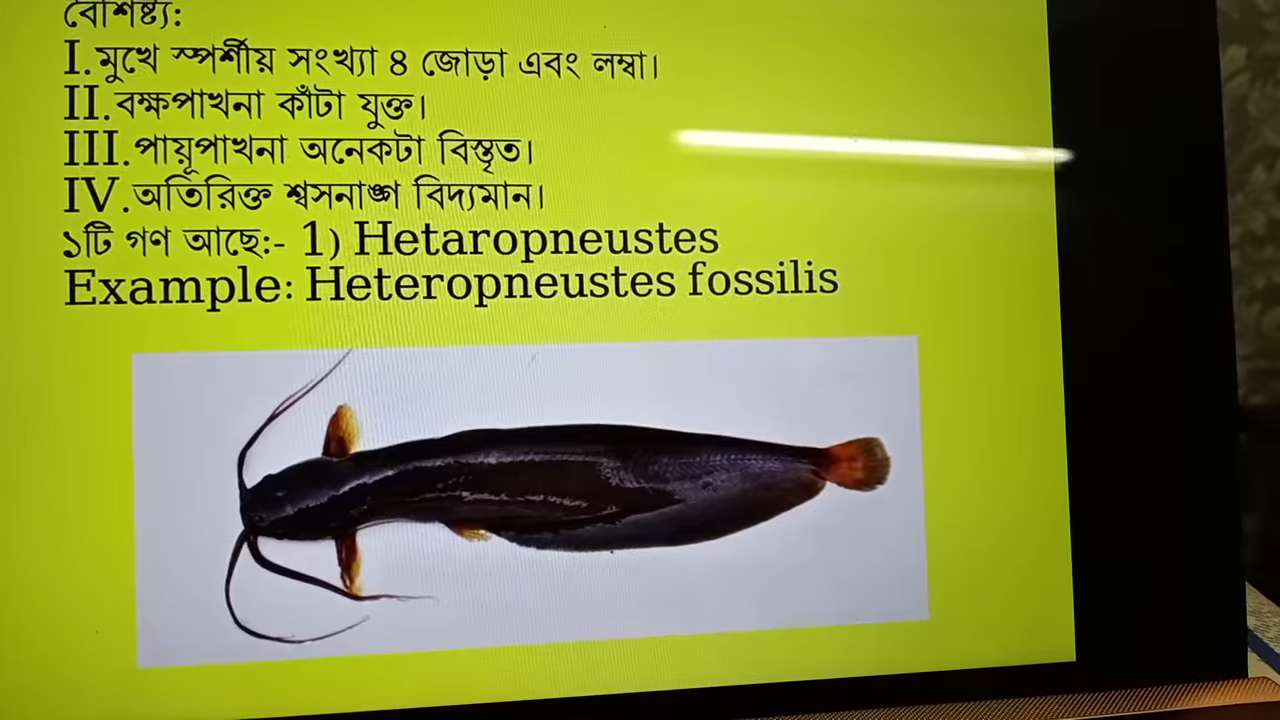 বৈশিষ্ট্য:
I.মুখে স্পর্শীয় সংখ্যা ৪ জোড়া এবং লম্বা।
II.বক্ষপাখনা কাঁটা যুক্ত।
III.পায়ূপাখনা অনেকটা বিস্তৃত।
IV.অতিরিক্ত শ্বসনাঙ্গ বিদ্যমান।
১টি গণ আছে:- 1) Hetaropneustes
Example: Heteropneustes fossilis